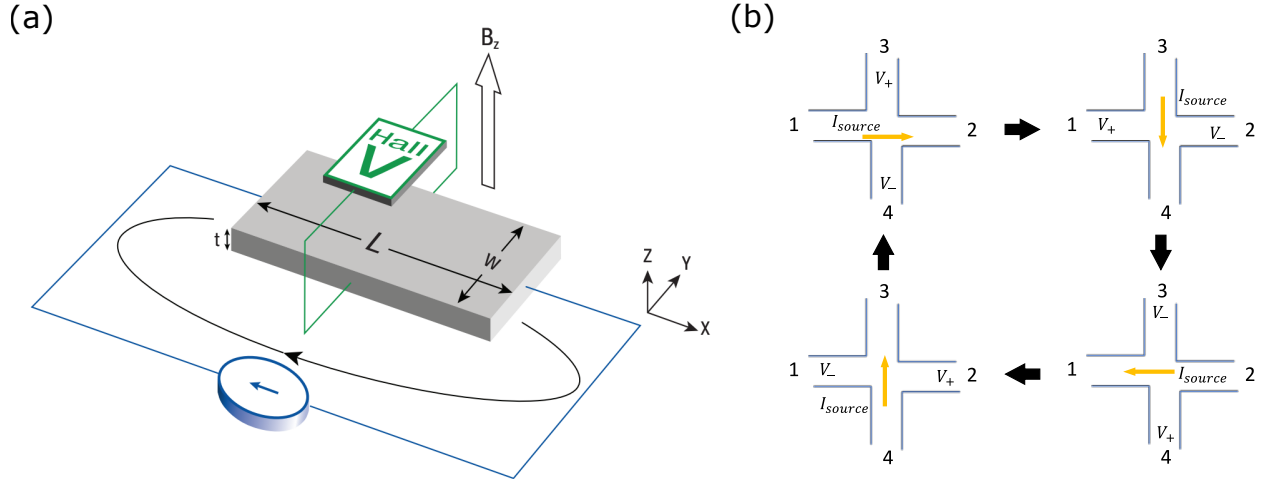 (a)
B_z
Hall
V
t
L
W
Z
Y
X
(b)
3
V_+
1
I_source
2
V_-
4
3
I_source
1
V_+
V_-
2
4
3
1
V_-
V_+
2
I_source
4
3
V_-
1
I_source
2
V_+
4